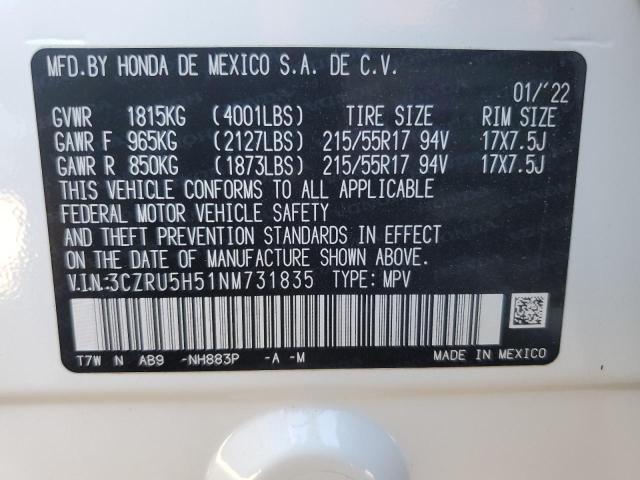 MFD.BY HONDA DE MEXICO S.A. DE C.V.
01/'22
GVWR 1815KG (4001LBS) TIRE SIZE RIM SIZE
GAWR F 965KG (2127LBS) 215/55R17 94V 17X7.5J
GAWR R 850KG (1873LBS) 215/55R17 94V 17X7.5J
THIS VEHICLE CONFORMS TO ALL APPLICABLE
FEDERAL MOTOR VEHICLE SAFETY
AND THEFT PREVENTION STANDARDS IN EFFECT
ON THE DATE OF MANUFACTURE SHOWN ABOVE.
V.I.N.:3CZRU5H51NM731835 TYPE: MPV
T7W N AB9 -NH883P -A -M MADE IN MEXICO